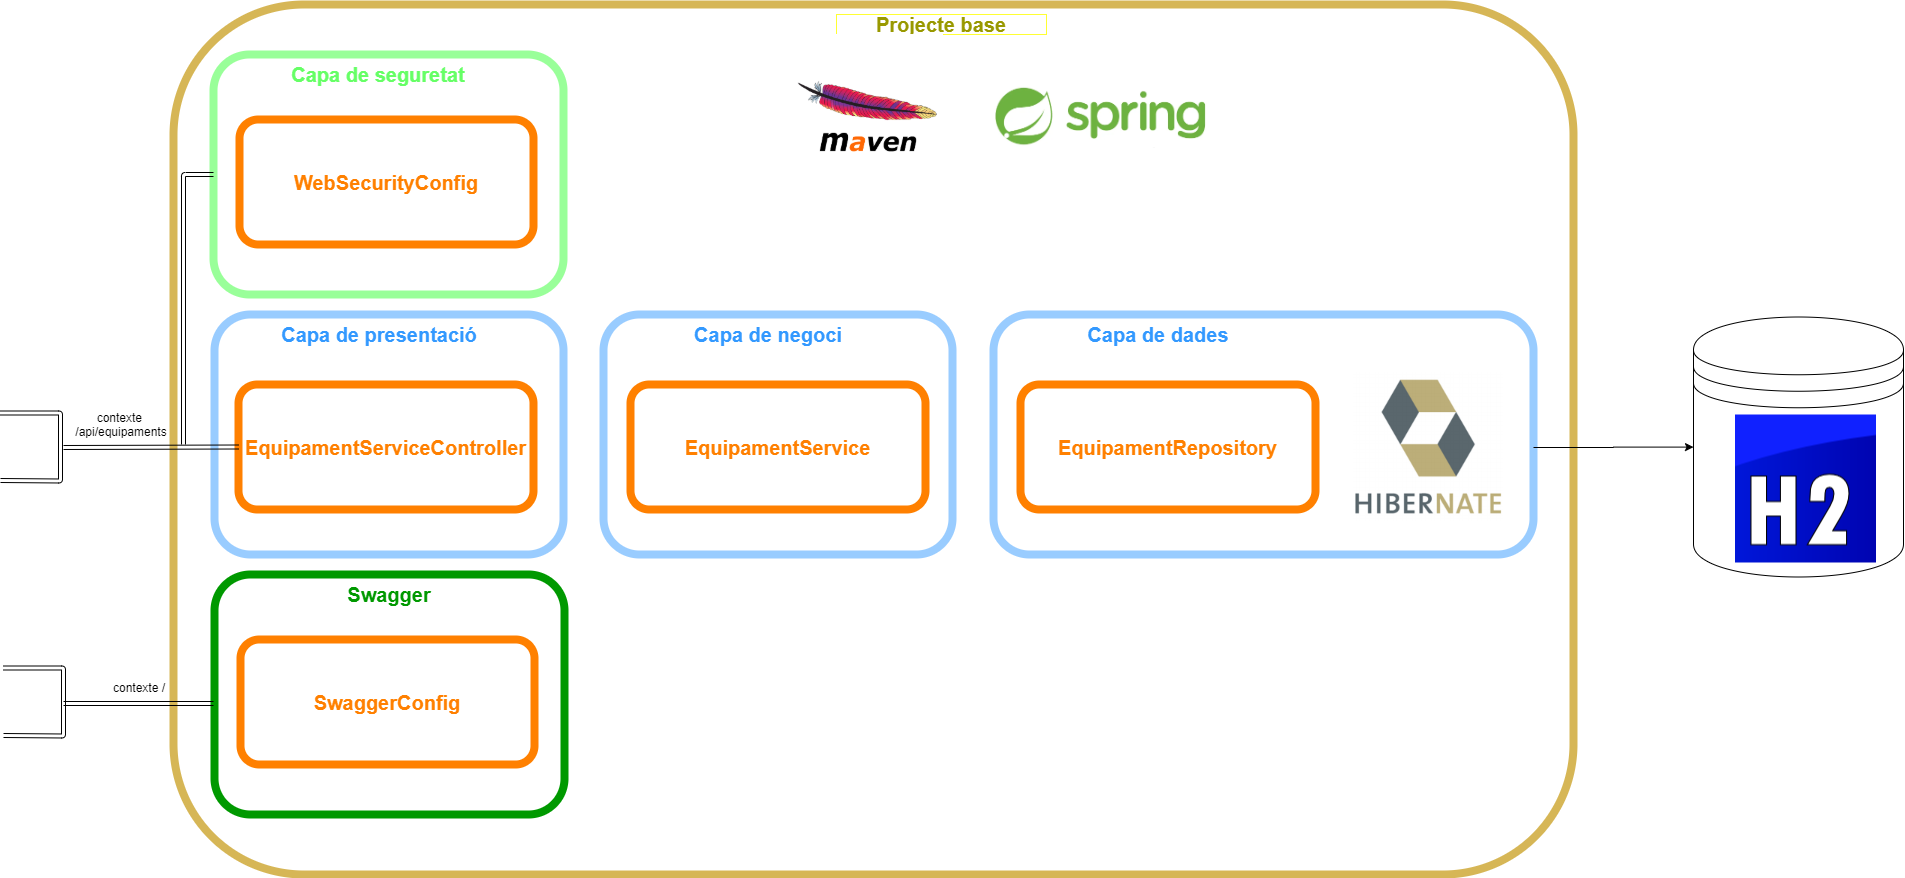 Projecte base
Capa de seguretat
maven
spring
WebSecurityConfig
Capa de presentació
Capa de negoci
Capa de dades
contexte
/api/equipaments
EquipamentServiceController
EquipamentService
EquipamentRepository
HIBERNATE
H2
Swagger
contexte /
SwaggerConfig